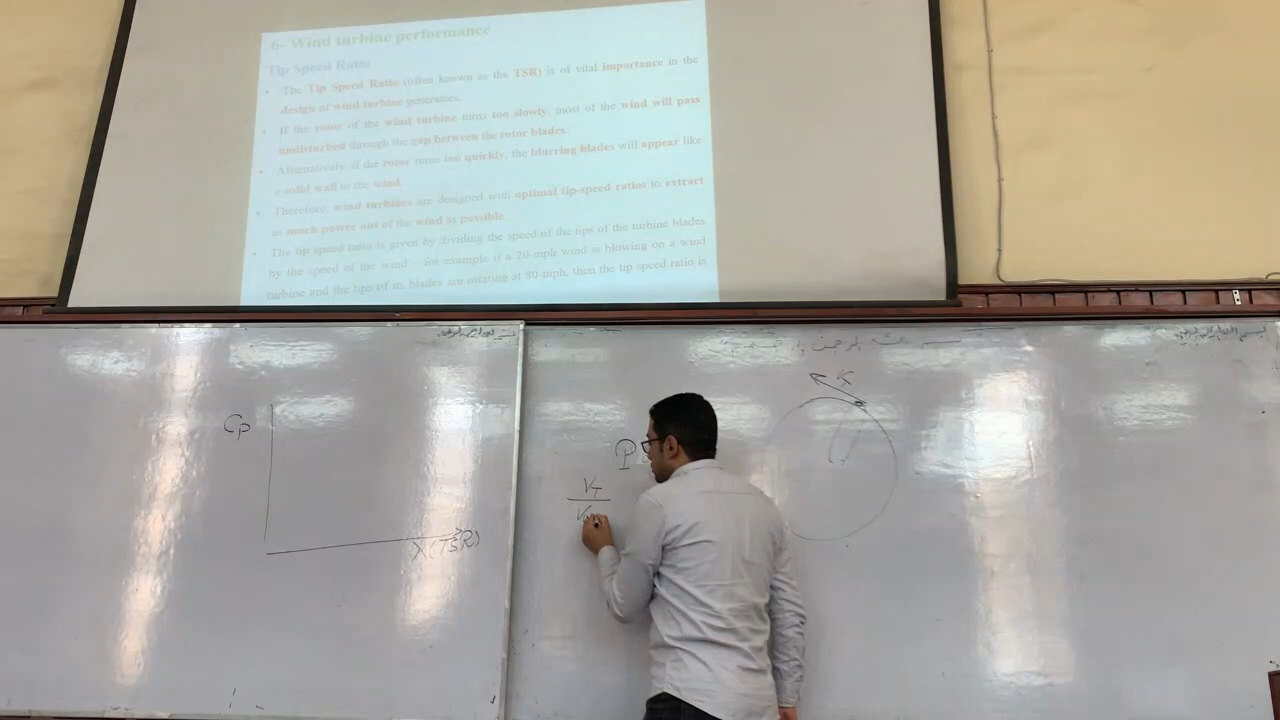 6- Wind turbine performance
Tip Speed Ratio
• The Tip Speed Ratio (often known as the TSR) is of vital importance in the
design of wind turbine generators.
• If the rotor of the wind turbine turns too slowly, most of the wind will pass
undisturbed through the gap between the rotor blades.
• Alternatively, if the rotor turns too quickly, the blurring blades will appear like
a solid wall to the wind.
• Therefore, wind turbines are designed with optimal tip-speed ratios to extract
as much power out of the wind as possible.
• The tip speed ratio is given by dividing the speed of the tips of the turbine blades
by the speed of the wind – for example if a 20-mph wind is blowing on a wind
turbine and the tips of its blades are rotating at 80-mph, then the tip speed ratio is
Cp
(TSR)
P
V_T